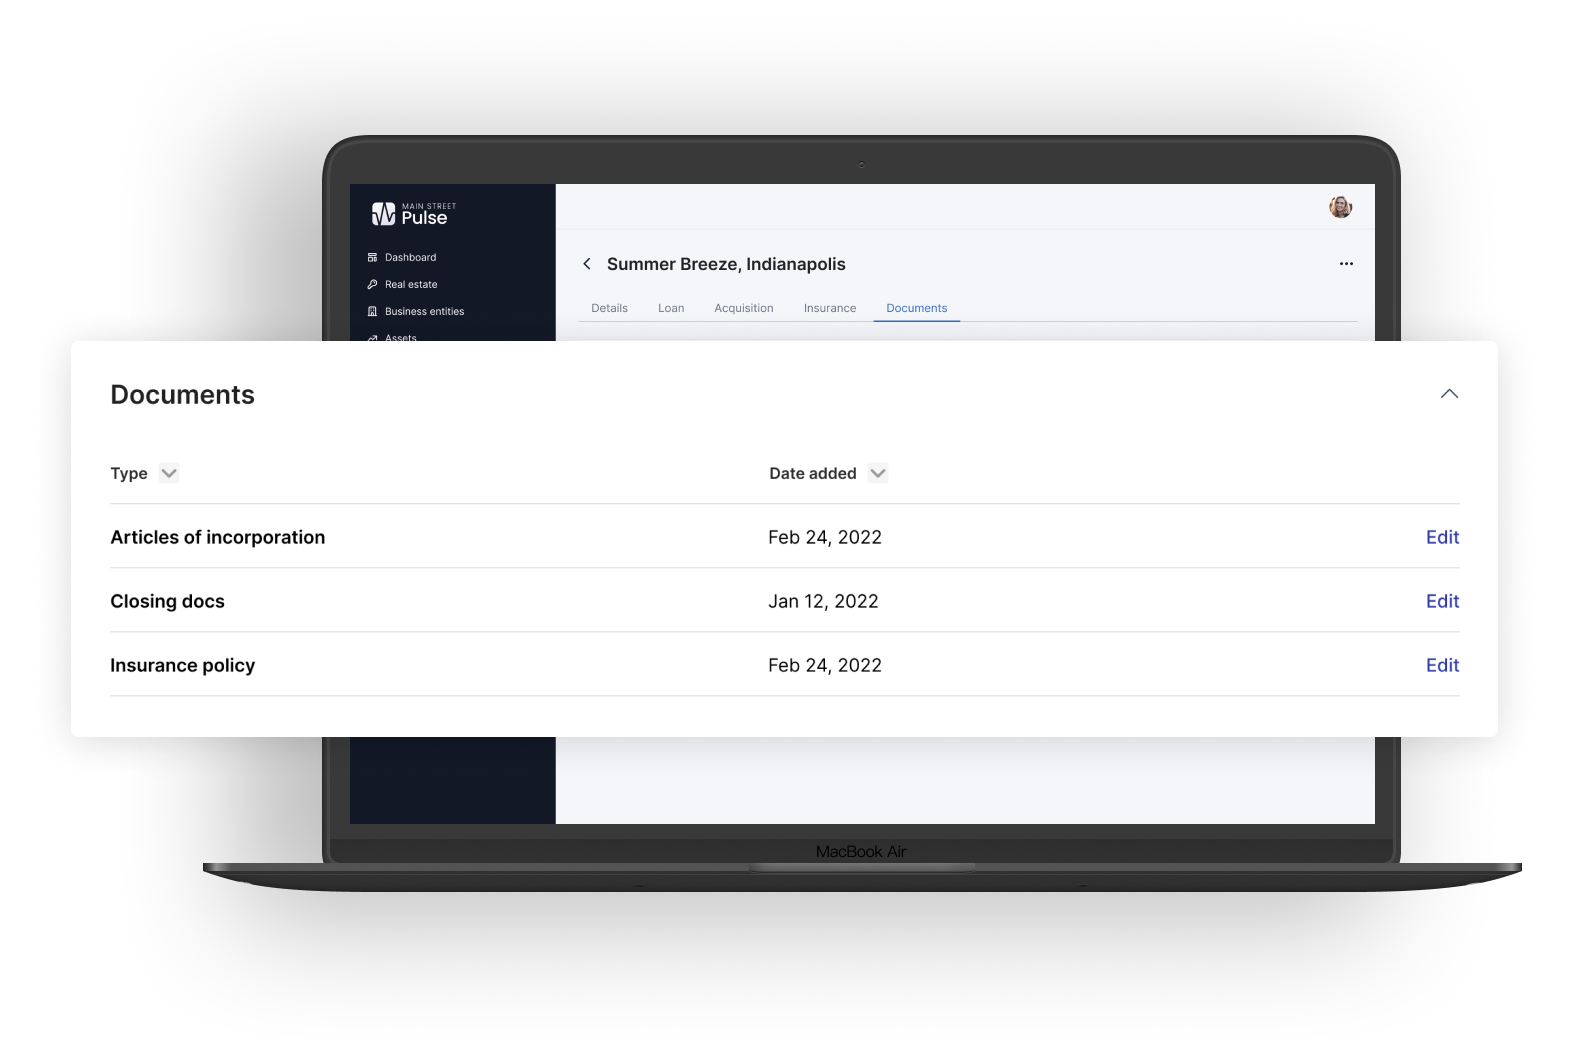 MAIN STREET
Pulse
Dashboard
Real estate
Business entities
Assets
Summer Breeze, Indianapolis
Details Loan Acquisition Insurance Documents
Documents
Type Date added
Articles of incorporation Feb 24, 2022 Edit
Closing docs Jan 12, 2022 Edit
Insurance policy Feb 24, 2022 Edit
MacBook Air